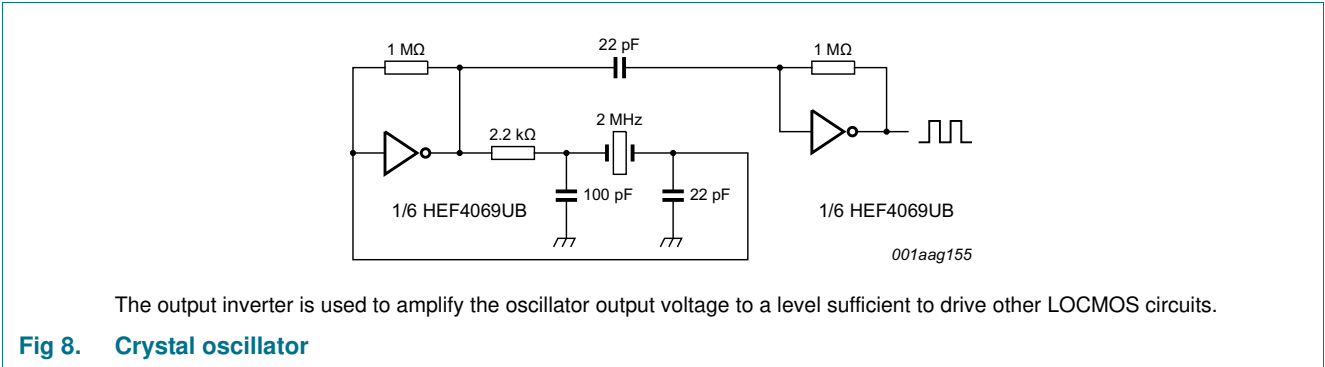 1 MΩ
22 pF
1 MΩ
2.2 kΩ
2 MHz
100 pF
22 pF
1/6 HEF4069UB
1/6 HEF4069UB
001aag155
The output inverter is used to amplify the oscillator output voltage to a level sufficient to drive other LOCMOS circuits.
Fig 8. Crystal oscillator